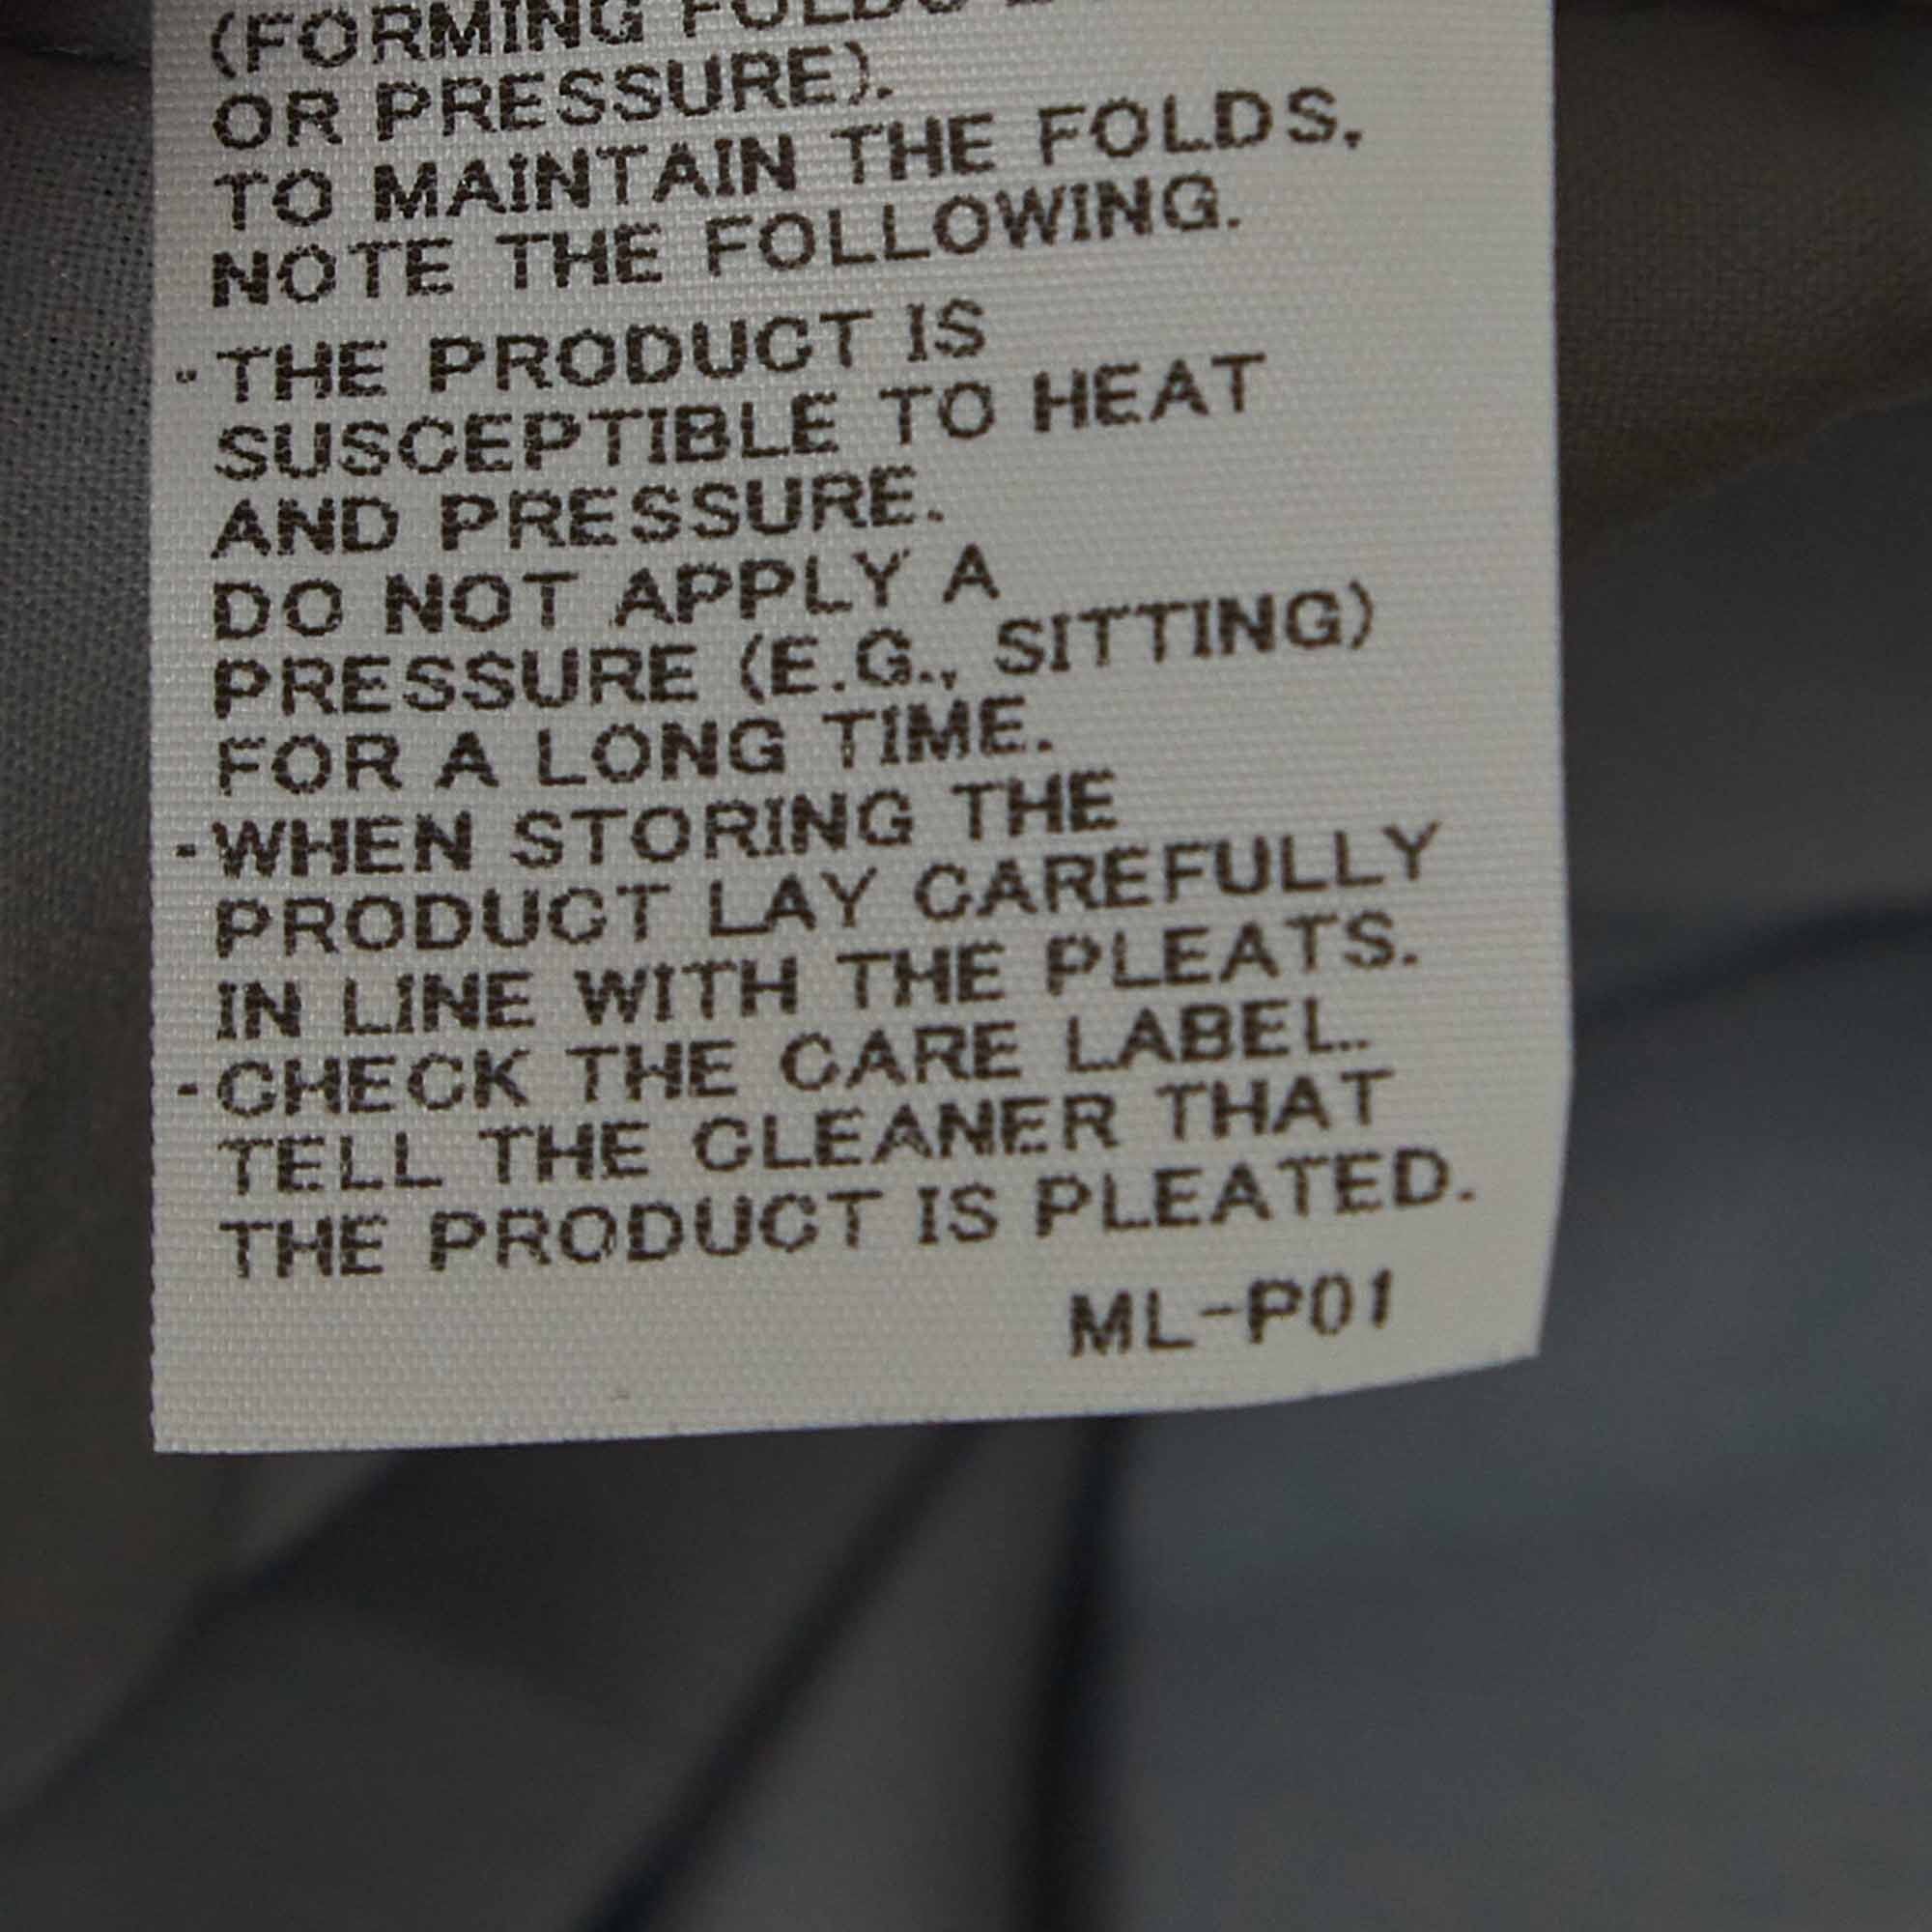 (FORMING FOLDS
OR PRESSURE).
TO MAINTAIN THE FOLDS,
NOTE THE FOLLOWING.
-THE PRODUCT IS
SUSCEPTIBLE TO HEAT
AND PRESSURE.
DO NOT APPLY A
PRESSURE (E.G., SITTING)
FOR A LONG TIME.
-WHEN STORING THE
PRODUCT LAY CAREFULLY
IN LINE WITH THE PLEATS.
-CHECK THE CARE LABEL.
TELL THE CLEANER THAT
THE PRODUCT IS PLEATED.
ML-P01